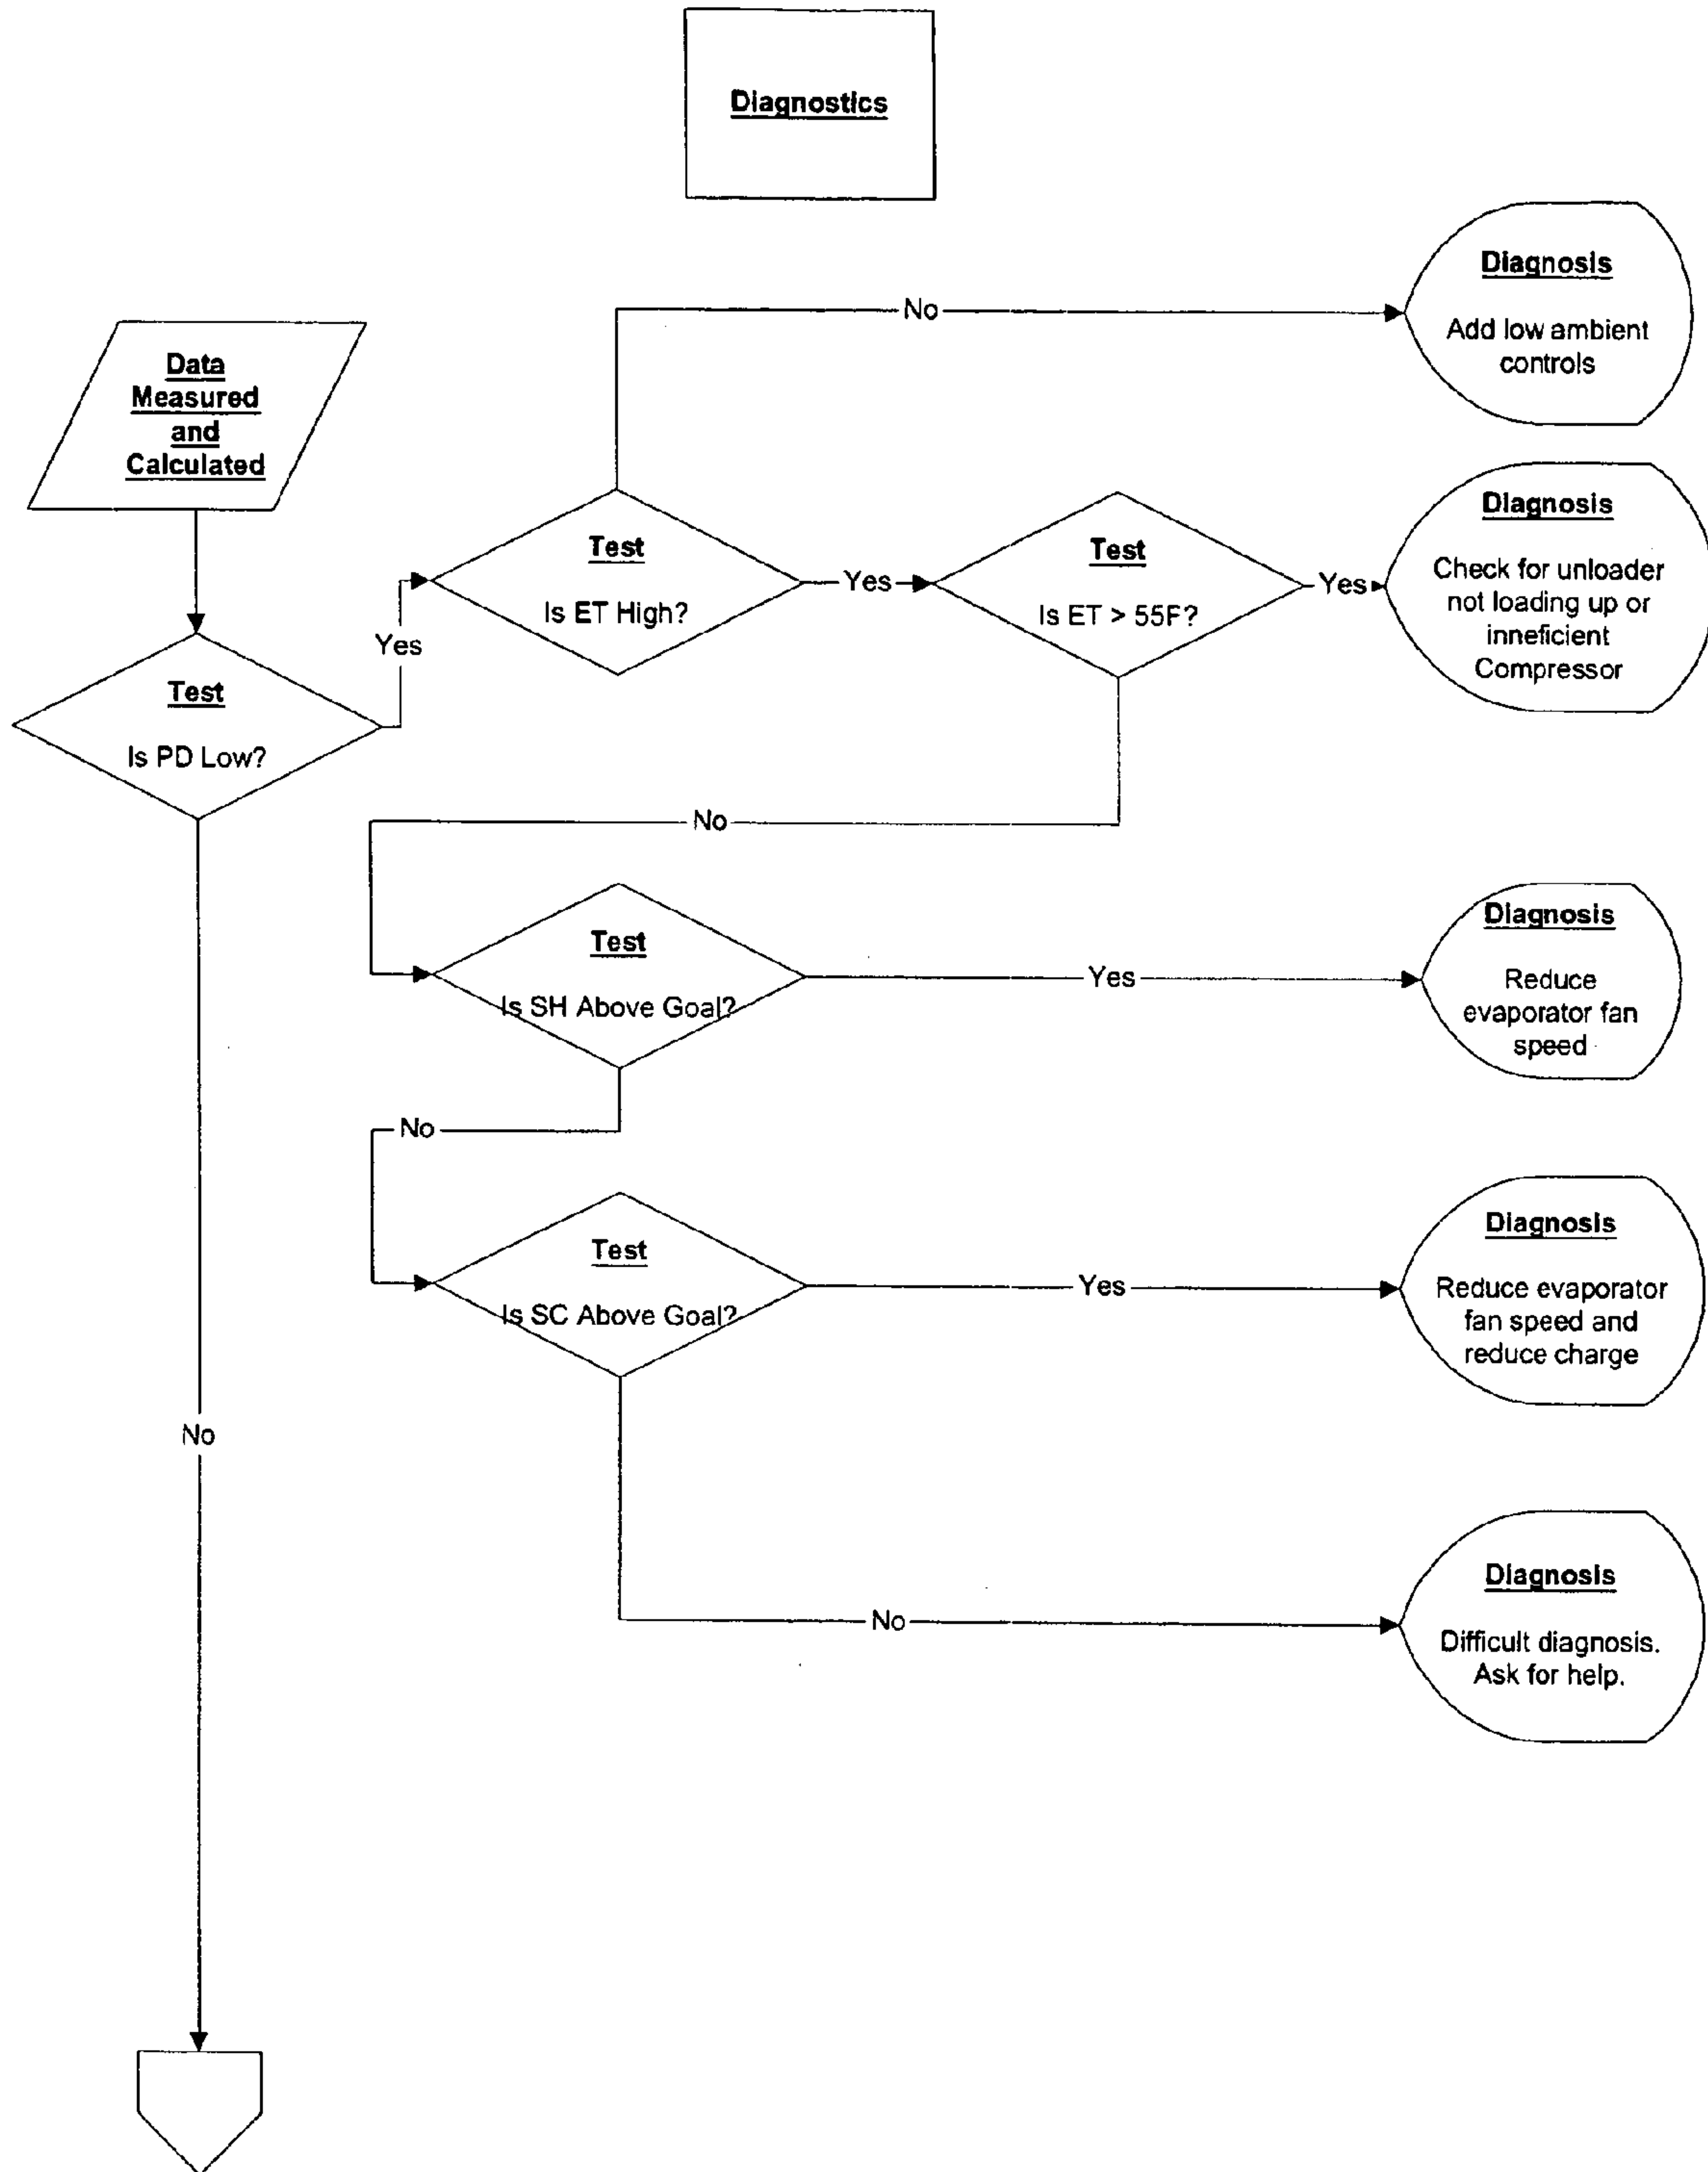 Diagnostics
Diagnosis
Add low ambient
controls
No
Data
Measured
and
Calculated
Test
Is PD Low?
Yes
No
Test
Is ET High?
Yes
Test
Is ET > 55F?
Yes
Diagnosis
Check for unloader
not loading up or
inneficient
Compressor
No
Test
Is SH Above Goal?
Yes
Diagnosis
Reduce
evaporator fan
speed
No
Test
Is SC Above Goal?
Yes
Diagnosis
Reduce evaporator
fan speed and
reduce charge
No
Diagnosis
Difficult diagnosis.
Ask for help.